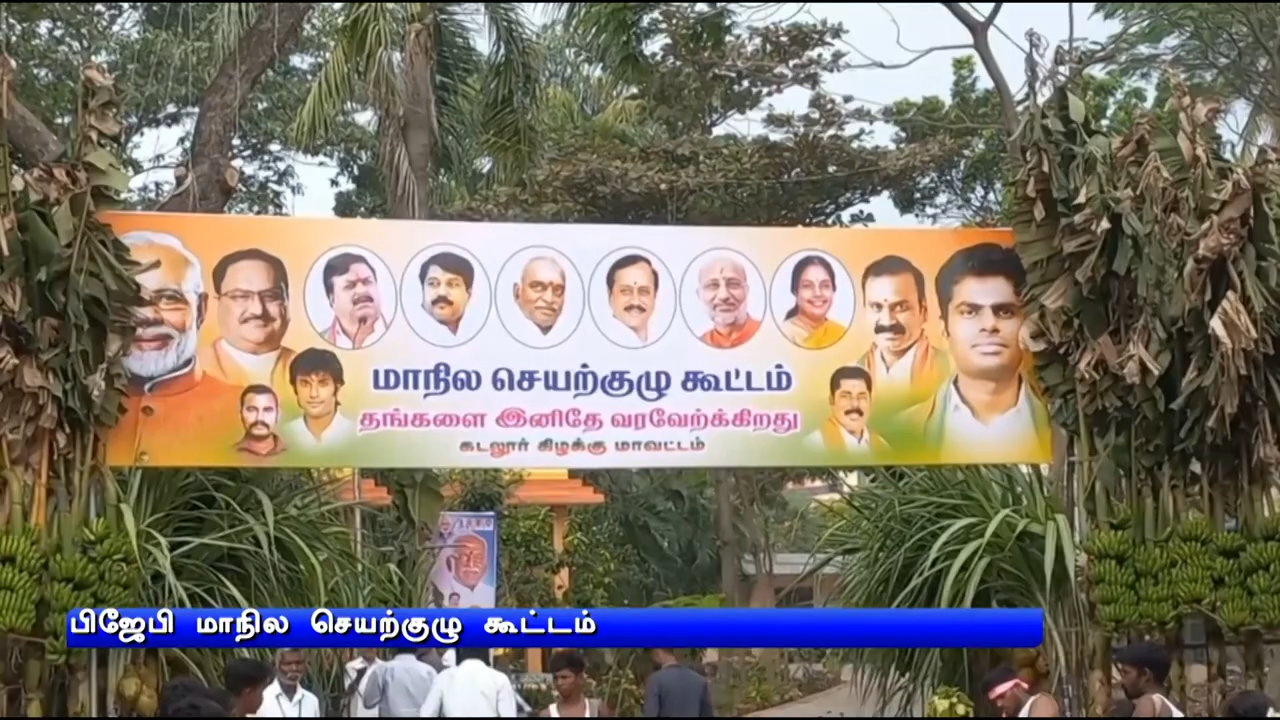 மாநில செயற்குழு கூட்டம்
தங்களை இனிதே வரவேற்க்கிறது
கடலூர் கிழக்கு மாவட்டம்
பிஜேபி மாநில செயற்குழு கூட்டம்